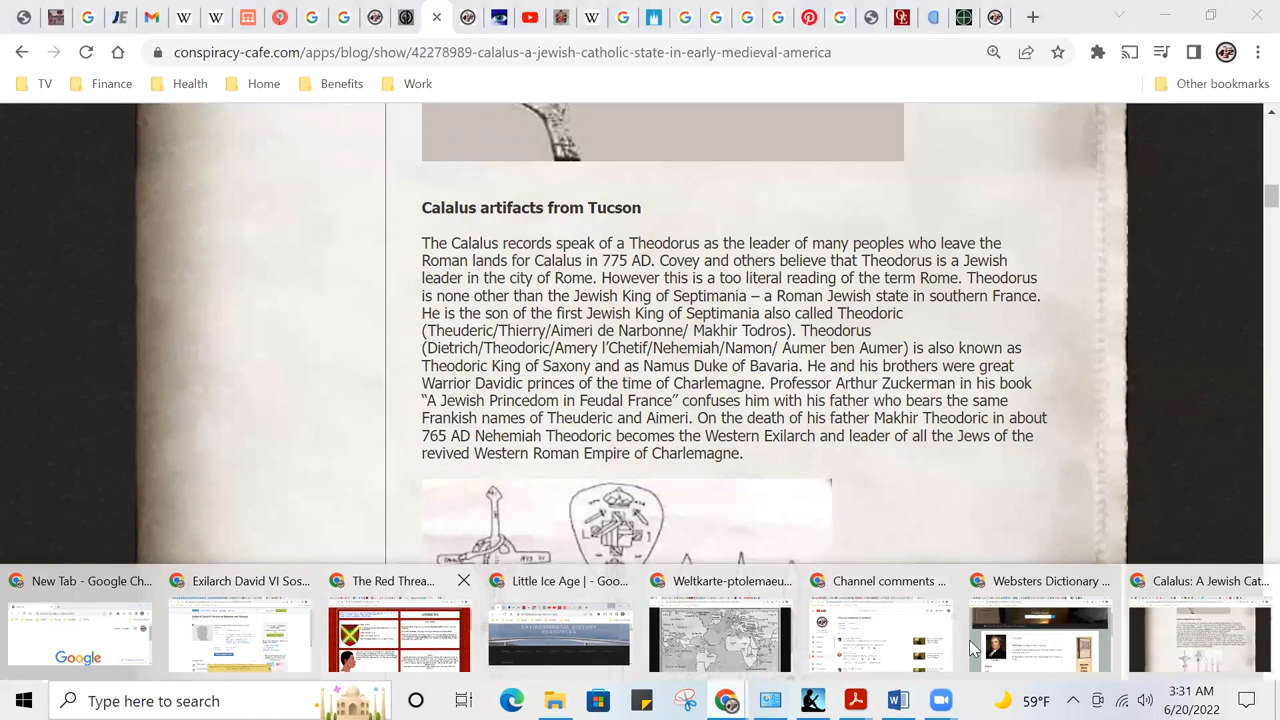 conspiracy-cafe.com/apps/blog/show/42278989-calalus-a-jewish-catholic-state-in-early-medieval-america
TV
Health
Home
Benefits
Finance
Work
Other bookmarks
Calalus artifacts from Tucson
The Calalus records speak of a Theodorus as the leader of many peoples who leave the
Roman lands for Calalus in 775 AD. Covey and others believe that Theodorus is a Jewish
leader in the city of Rome. However this is a too literal reading of the term Rome. Theodorus
is none other than the Jewish King of Septimania – a Roman Jewish state in southern France.
He is the son of the first Jewish King of Septimania also called Theodoric
(Theuderic/Thierry/Aimeri de Narbonne/ Makhir Todros). Theodorus
(Dietrich/Theodoric/Amery l’Chetif/Nehemiah/Namon/ Aumer ben Aumer) is also known as
Theodoric King of Saxony and as Namus Duke of Bavaria. He and his brothers were great
Warrior Davidic princes of the time of Charlemagne. Professor Arthur Zuckerman in his book
“A Jewish Princedom in Feudal France” confuses him with his father who bears the same
Frankish names of Theuderic and Aimeri. On the death of his father Makhir Theodoric in about
765 AD Nehemiah Theodoric becomes the Western Exilarch and leader of all the Jews of the
revived Western Roman Empire of Charlemagne.
New Tab - Google Ch...
Exilarch David VI Sos...
The Red Threa...
Little Ice Age | - Goo...
Weltkarte-ptolemaeu...
Channel comments ...
Websters Dictionary ...
Calalus: A Jewish Cat...
Google
Type here to search
59°F
3:31 AM
6/20/2022